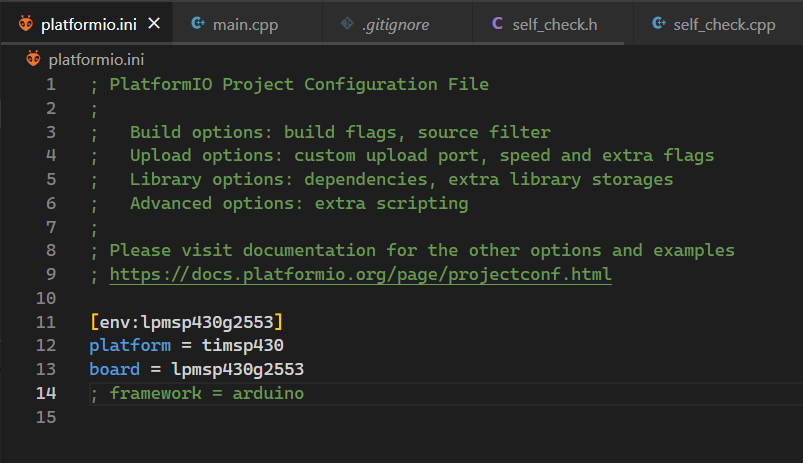 platformio.ini
main.cpp
.gitignore
self_check.h
self_check.cpp
platformio.ini
1 ; PlatformIO Project Configuration File
2 ;
3 ;   Build options: build flags, source filter
4 ;   Upload options: custom upload port, speed and extra flags
5 ;   Library options: dependencies, extra library storages
6 ;   Advanced options: extra scripting
7 ;
8 ; Please visit documentation for the other options and examples
9 ; https://docs.platformio.org/page/projectconf.html
10
11 [env:lpmsp430g2553]
12 platform = timsp430
13 board = lpmsp430g2553
14 ; framework = arduino
15